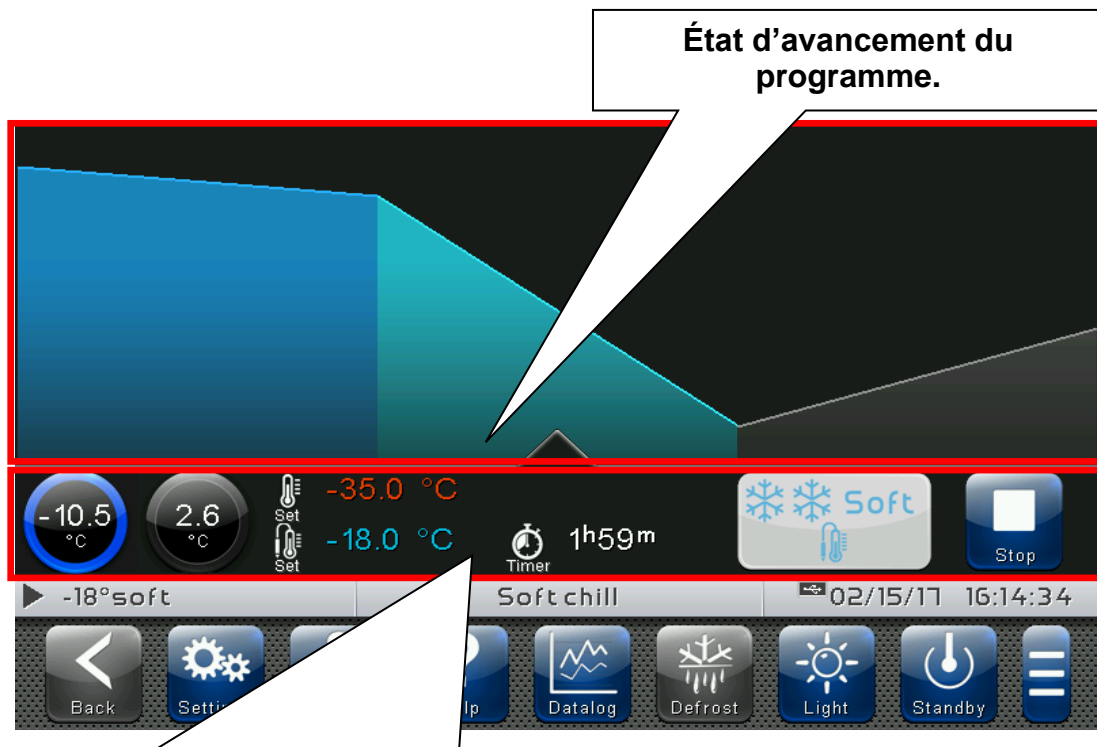 État d’avancement du
programme.
-10.5
°C
2.6
°C
Set
-35.0 °C
Set
-18.0 °C
Timer
1h59m
Soft
Stop
-18°soft
Soft chill
02/15/17 16:14:34
Back
Datalog
Defrost
Light
Standby